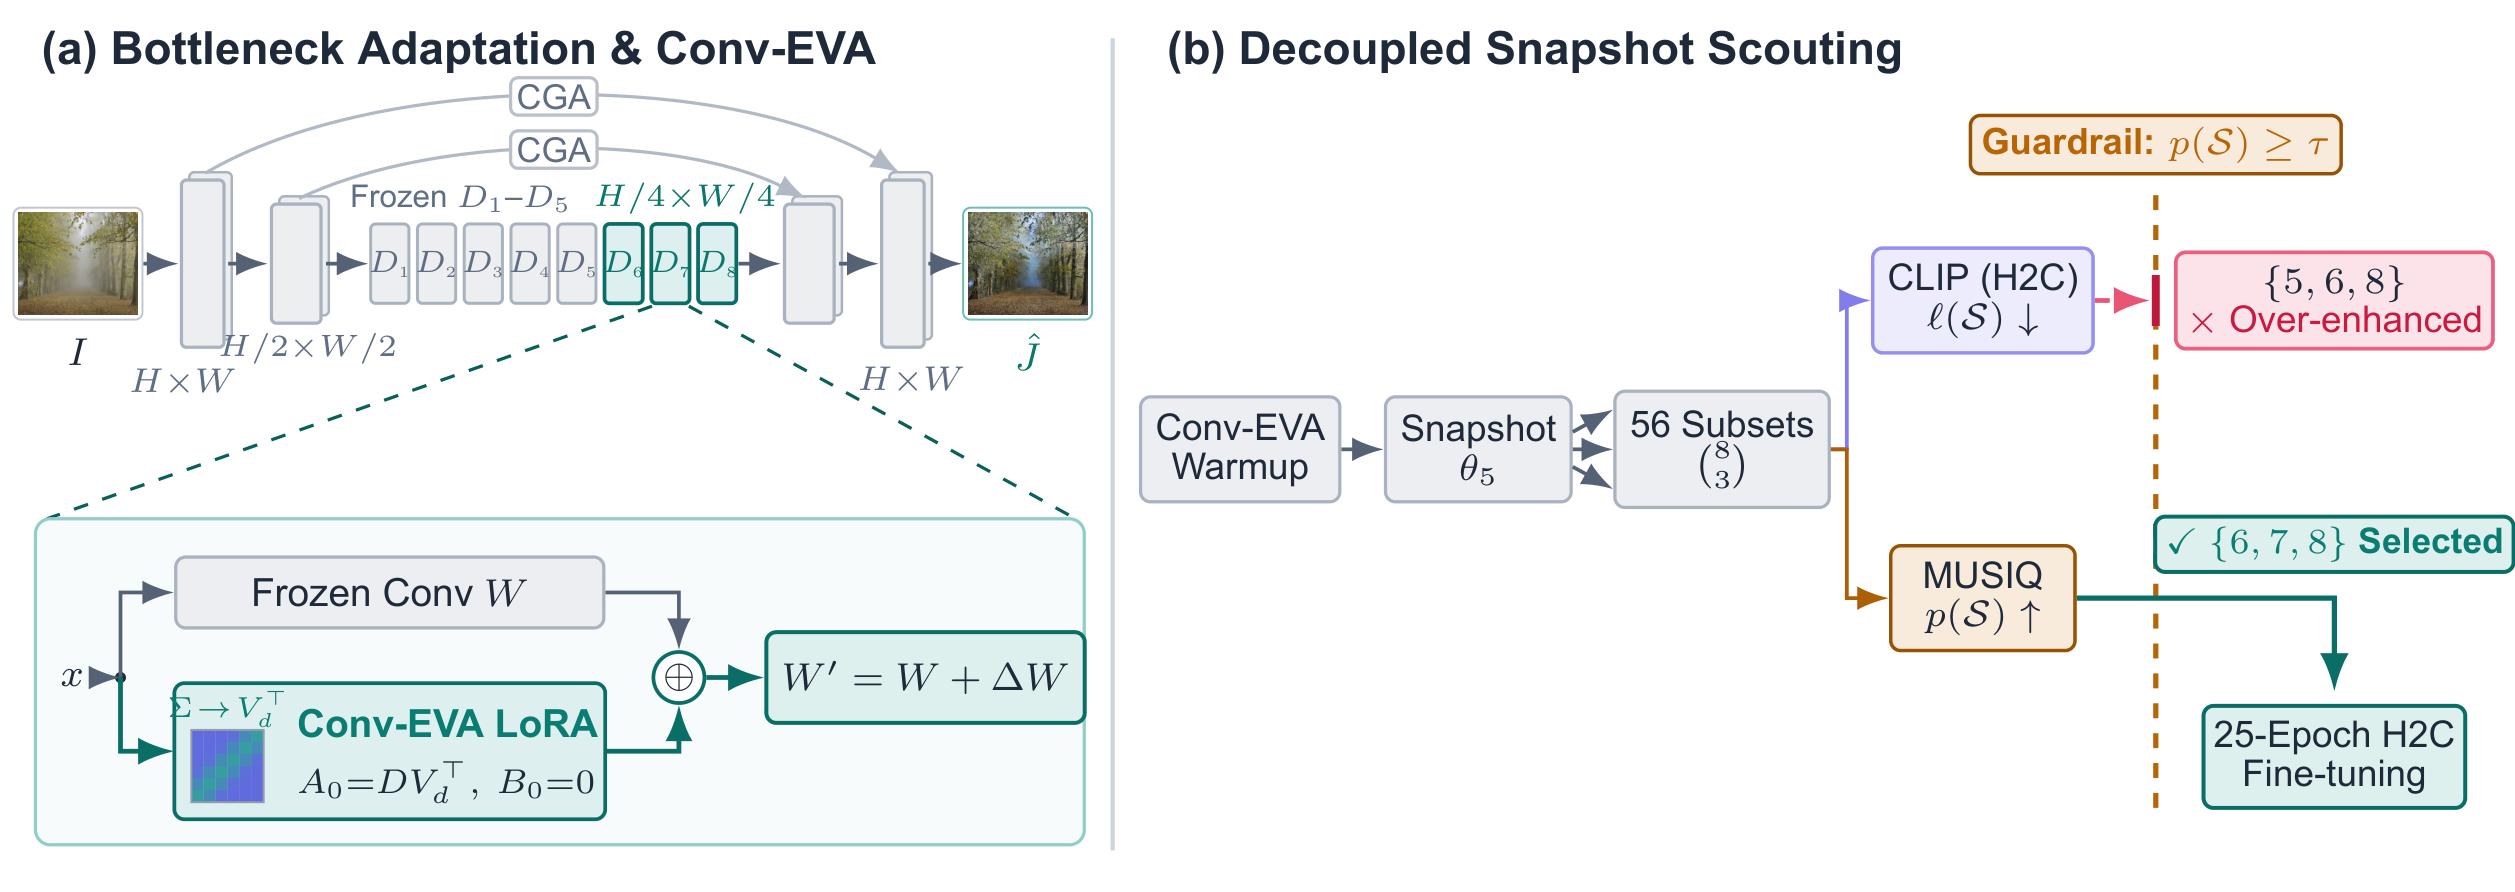 (a) Bottleneck Adaptation & Conv-EVA
CGA
CGA
Frozen D₁–D₅
H/4×W/4
D₁ D₂ D₃ D₄ D₅ D₆ D₇ D₈
I
H×W
H/2×W/2
H×W
Ĵ
Frozen Conv W
x
Σ→V_d^⊤
Conv-EVA LoRA
A₀=DV_d^⊤, B₀=0
⊕
W′ = W + ΔW
(b) Decoupled Snapshot Scouting
Guardrail: p(𝒮) ≥ τ
CLIP (H2C)
ℓ(𝒮) ↓
{5, 6, 8}
× Over-enhanced
Conv-EVA
Warmup
Snapshot
θ₅
56 Subsets
(8
3)
✓ {6, 7, 8} Selected
MUSIQ
p(𝒮) ↑
25-Epoch H2C
Fine-tuning